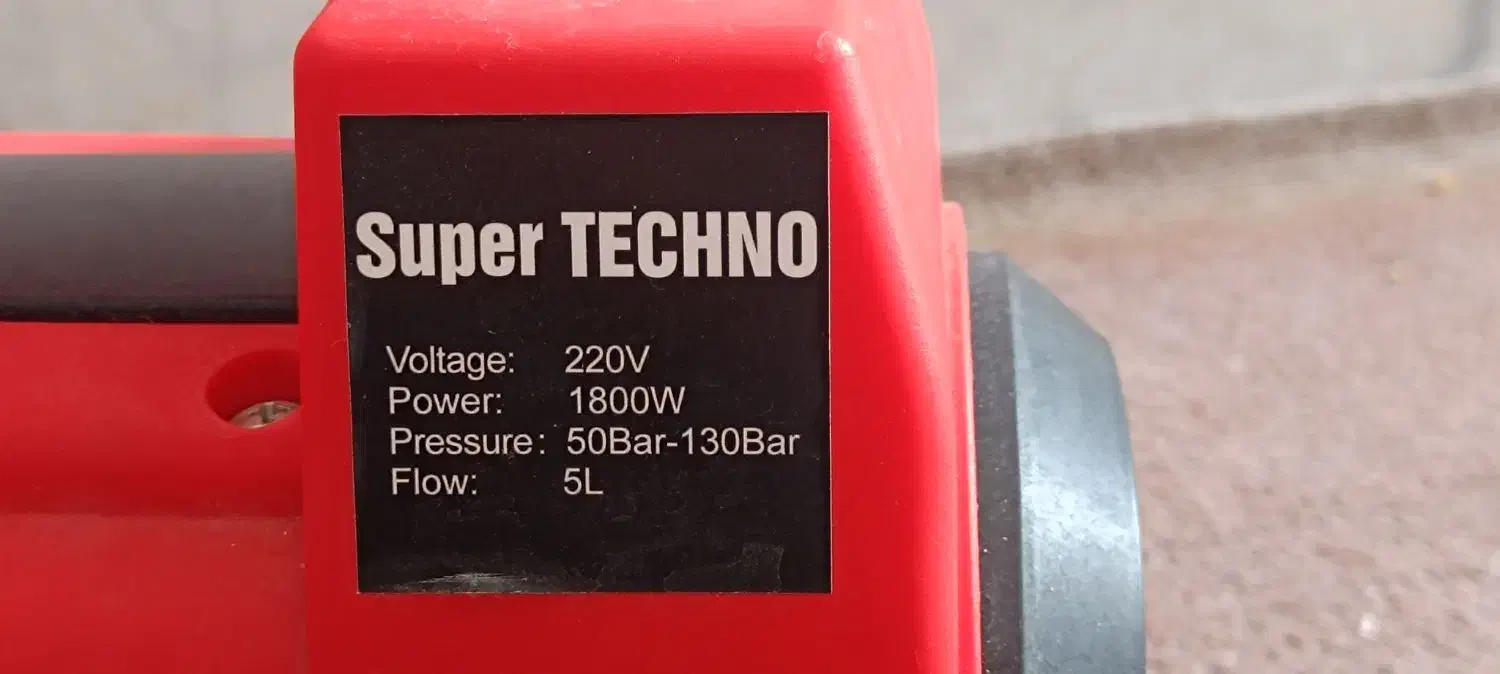 Super TECHNO
Voltage: 220V
Power: 1800W
Pressure: 50Bar-130Bar
Flow: 5L